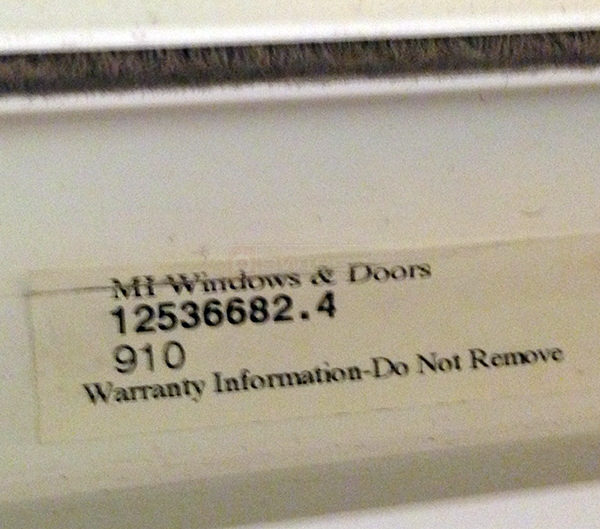 MI Windows & Doors
12536682.4
910
Warranty Information-Do Not Remove